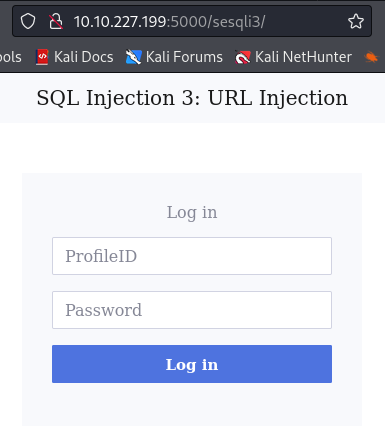 10.10.227.199:5000/sesqli3/
ols Kali Docs Kali Forums Kali NetHunter
SQL Injection 3: URL Injection
Log in
ProfileID
Password
Log in